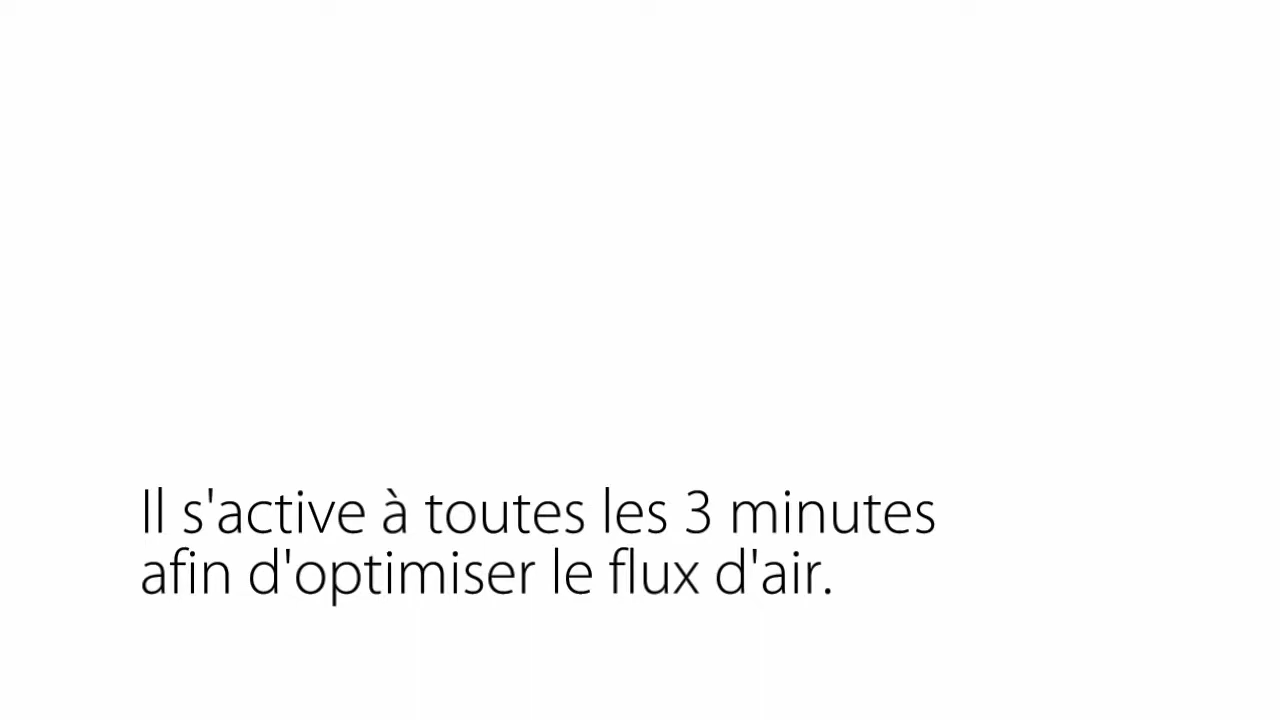 Il s'active à toutes les 3 minutes
afin d'optimiser le flux d'air.